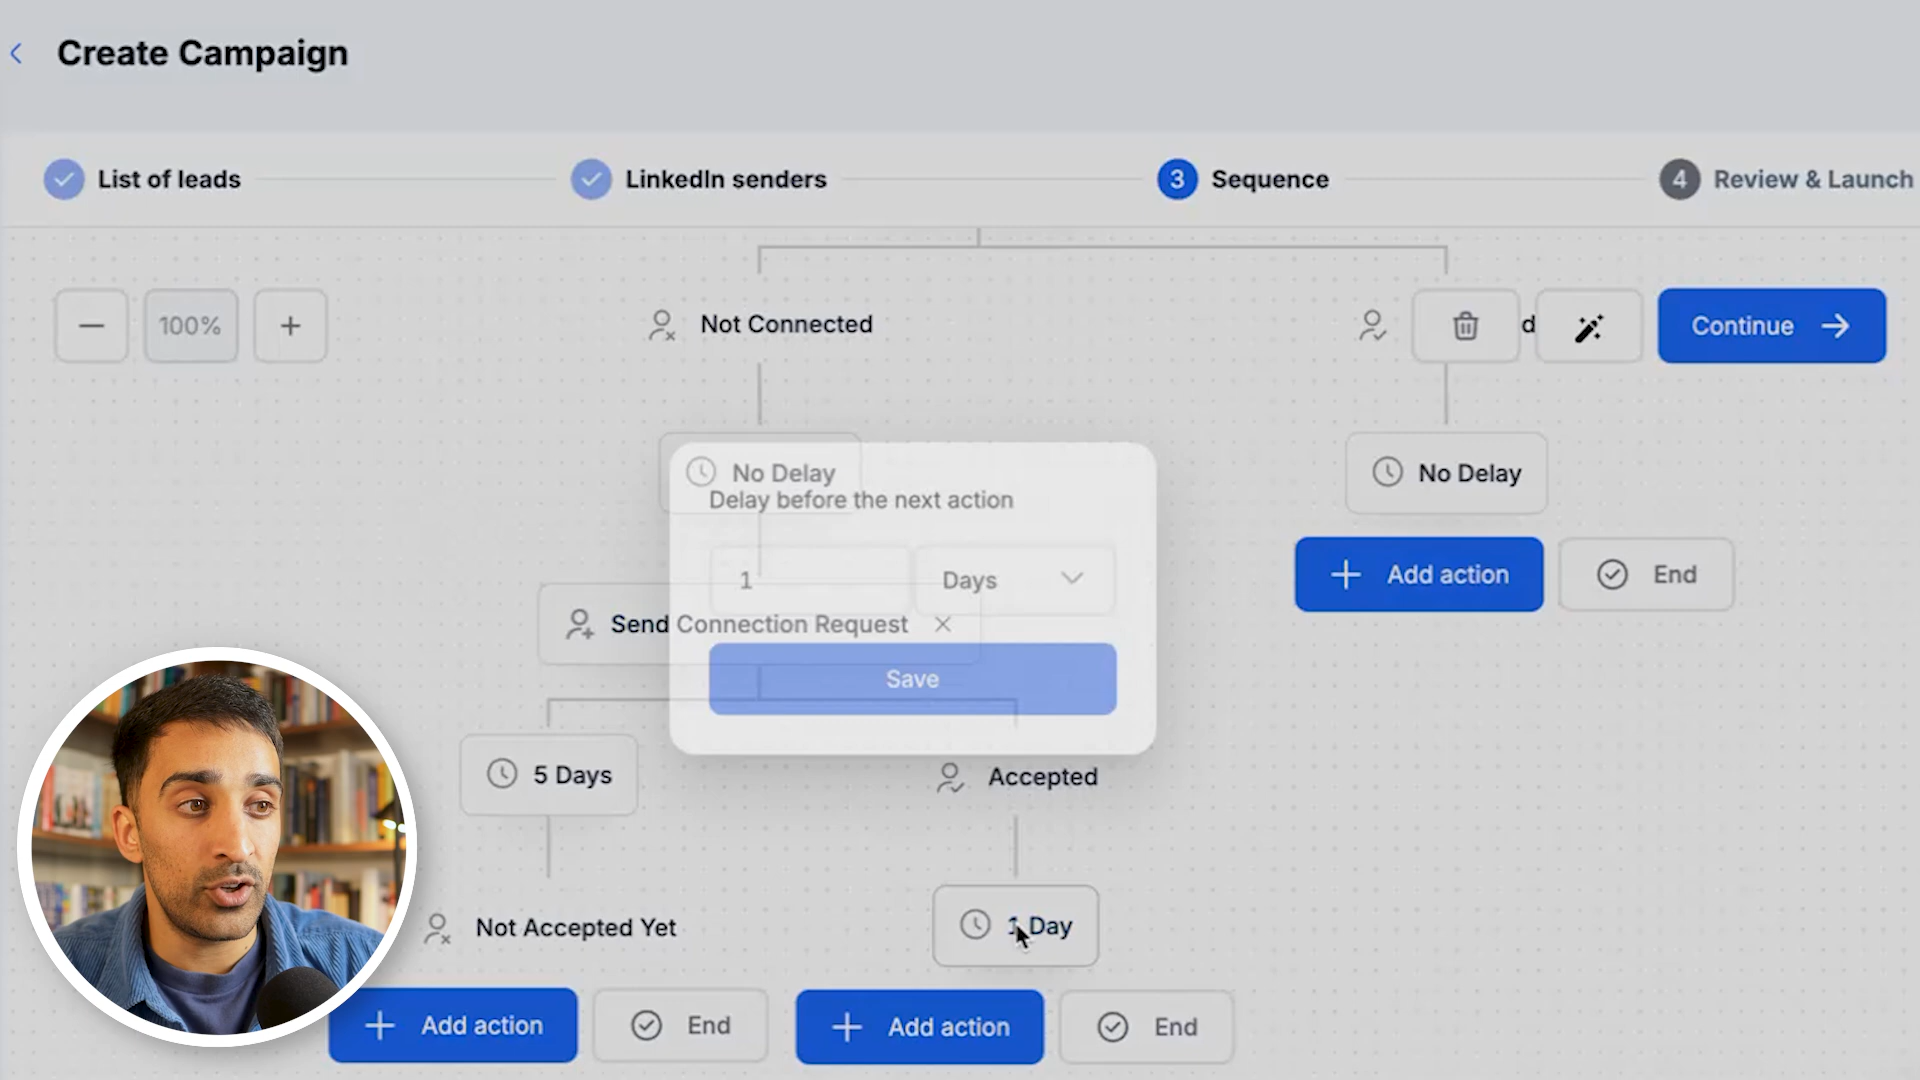 Create Campaign
List of leads
LinkedIn senders
3 Sequence
4 Review & Launch
100%
Not Connected
d
Continue
No Delay
No Delay
Delay before the next action
1 Days
Add action
End
Send Connection Request
Save
5 Days
Accepted
Not Accepted Yet
1 Day
Add action
End
Add action
End